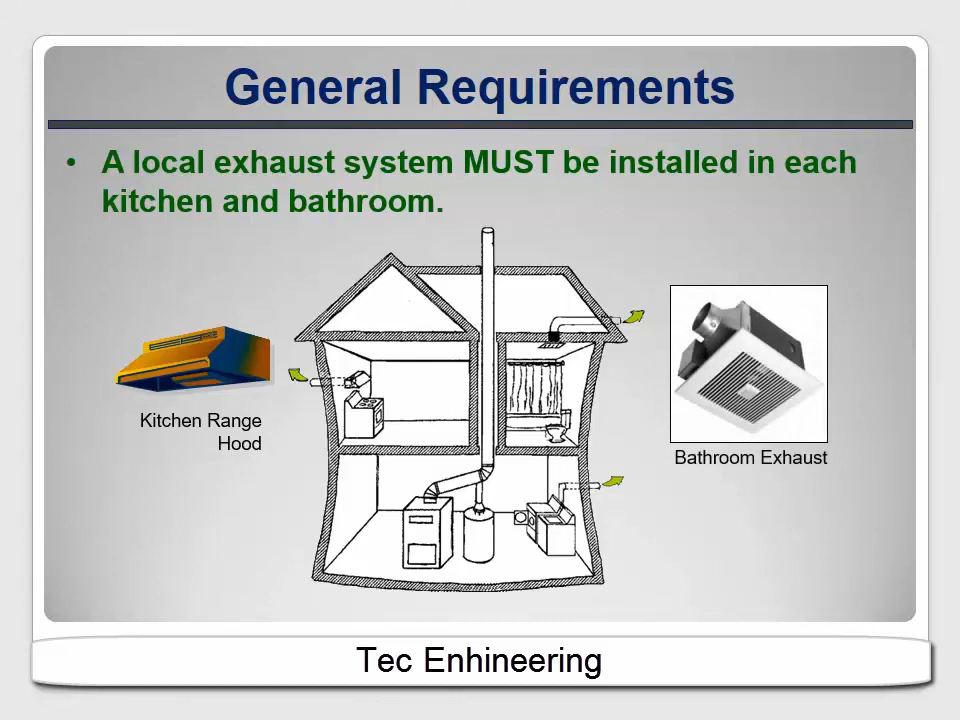 General Requirements
• A local exhaust system MUST be installed in each
kitchen and bathroom.
Kitchen Range
Hood
Bathroom Exhaust
Tec Enhineering